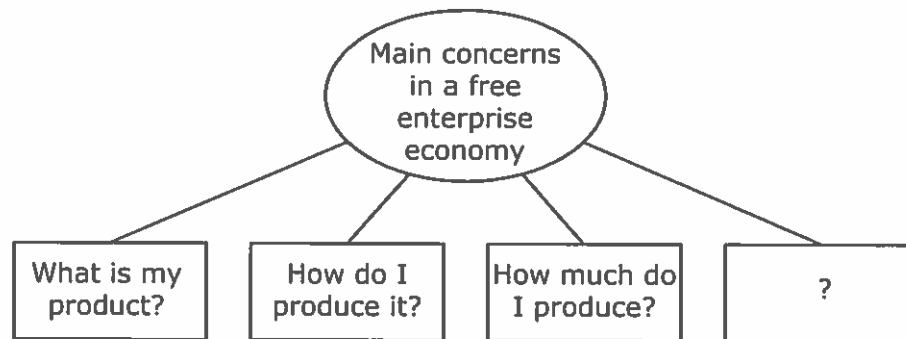 Main concerns
in a free
enterprise
economy
What is my
product?
How do I
produce it?
How much do
I produce?
?